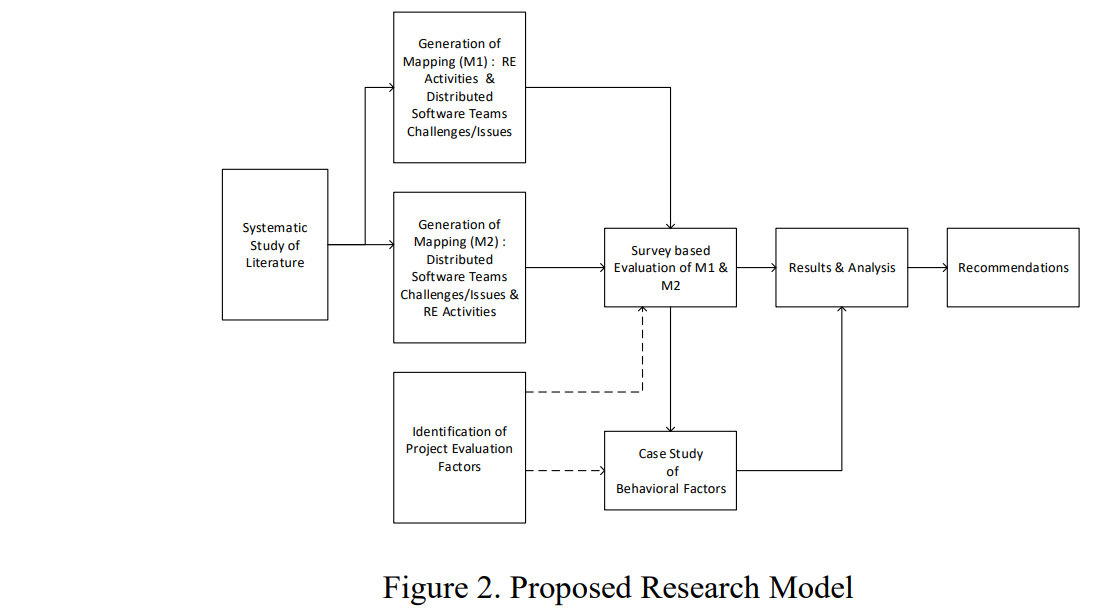 Generation of
Mapping (M1) : RE
Activities &
Distributed
Software Teams
Challenges/Issues
Systematic
Study of
Literature
Generation of
Mapping (M2) :
Distributed
Software Teams
Challenges/Issues &
RE Activities
Survey based
Evaluation of M1 &
M2
Results & Analysis
Recommendations
Identification of
Project Evaluation
Factors
Case Study
of
Behavioral Factors
Figure 2. Proposed Research Model